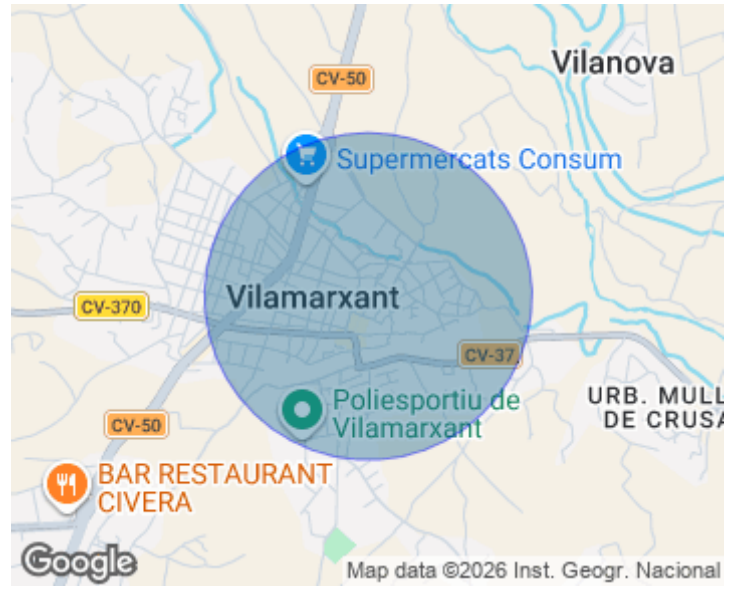 Vilanova
CV-50
Supermercats Consum
Vilamarxant
CV-370
CV-37
URB. MULL
DE CRUSA
Poliesportiu de
Vilamarxant
CV-50
BAR RESTAURANT
CIVERA
Google
Map data ©2026 Inst. Geogr. Nacional